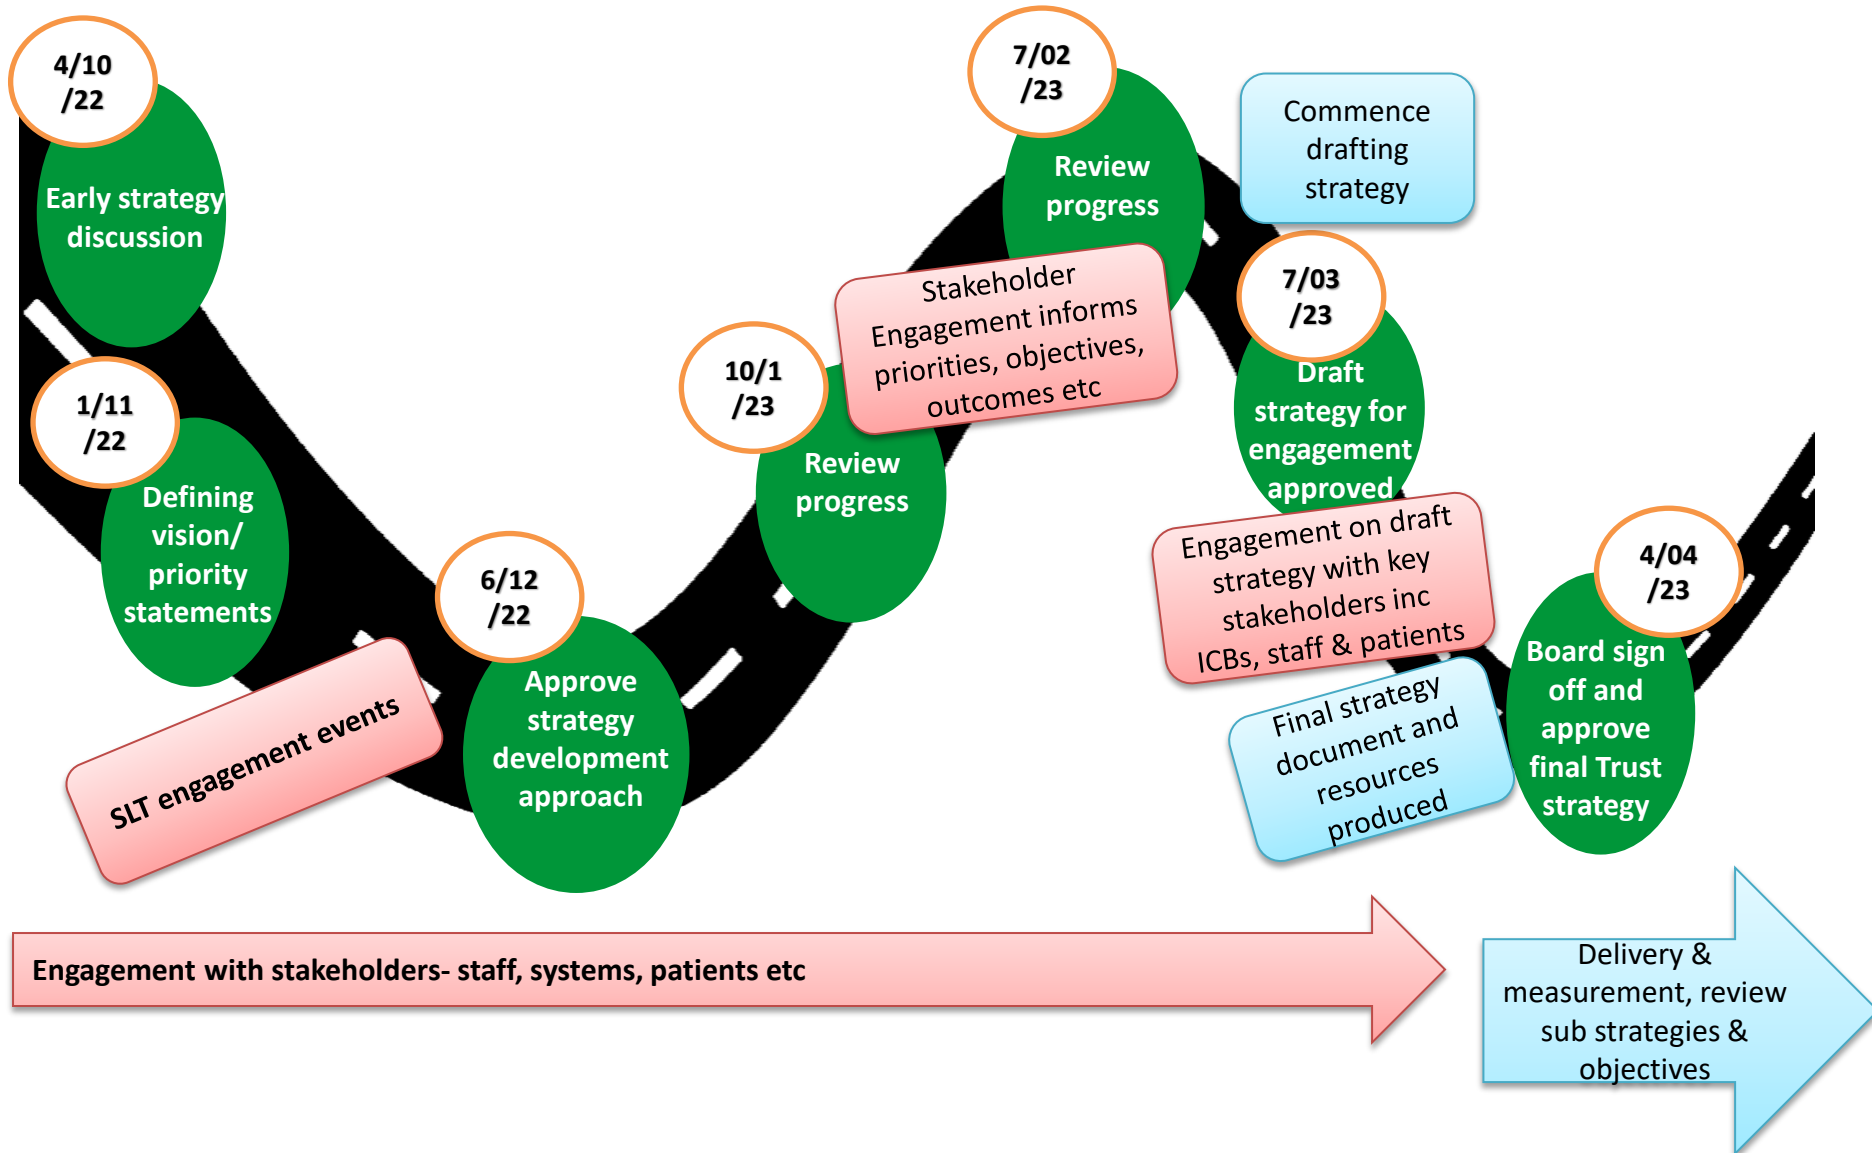 4/10
/22
Early strategy
discussion
1/11
/22
Defining
vision/
priority
statements
SLT engagement events
6/12
/22
Approve
strategy
development
approach
10/1
/23
Review
progress
Stakeholder
Engagement informs
priorities, objectives,
outcomes etc
7/02
/23
Review
progress
Commence
drafting
strategy
7/03
/23
Draft
strategy for
engagement
approved
Engagement on draft
strategy with key
stakeholders inc
ICBs, staff & patients
Final strategy
document and
resources
produced
4/04
/23
Board sign
off and
approve
final Trust
strategy
Engagement with stakeholders- staff, systems, patients etc
Delivery &
measurement, review
sub strategies &
objectives